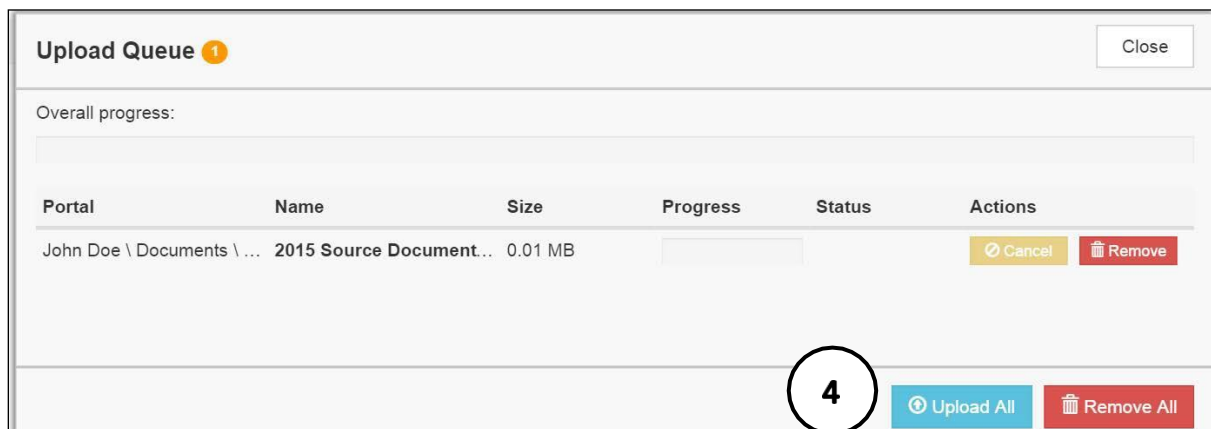 Upload Queue 1 Close
Overall progress:
Portal Name Size Progress Status Actions
John Doe \ Documents \ ... 2015 Source Document... 0.01 MB Cancel Remove
4 Upload All Remove All